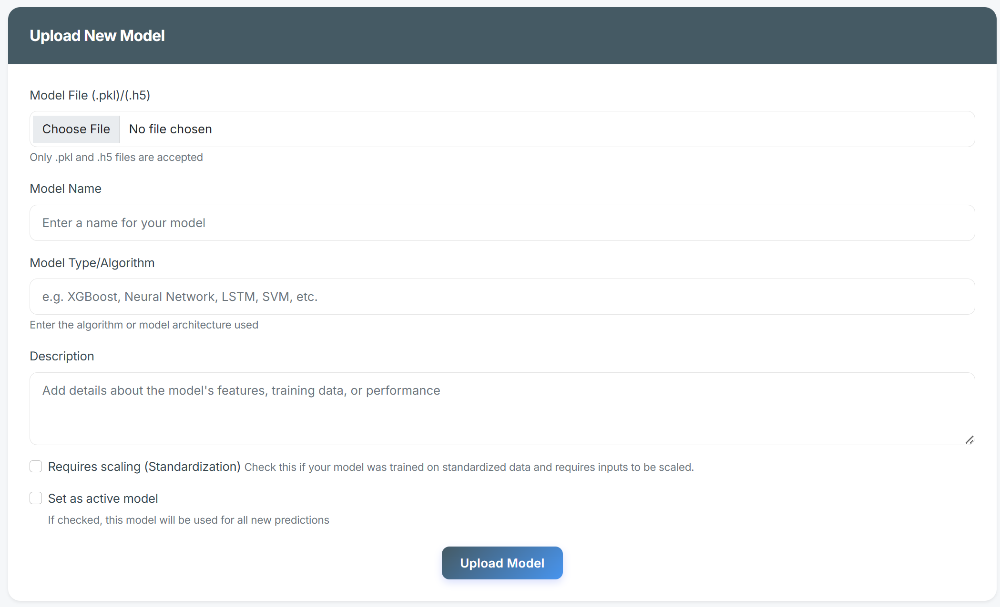 Upload New Model
Model File (.pkl)/(.h5)
Choose File No file chosen
Only .pkl and .h5 files are accepted
Model Name
Enter a name for your model
Model Type/Algorithm
e.g. XGBoost, Neural Network, LSTM, SVM, etc.
Enter the algorithm or model architecture used
Description
Add details about the model's features, training data, or performance
Requires scaling (Standardization) Check this if your model was trained on standardized data and requires inputs to be scaled.
Set as active model
If checked, this model will be used for all new predictions
Upload Model